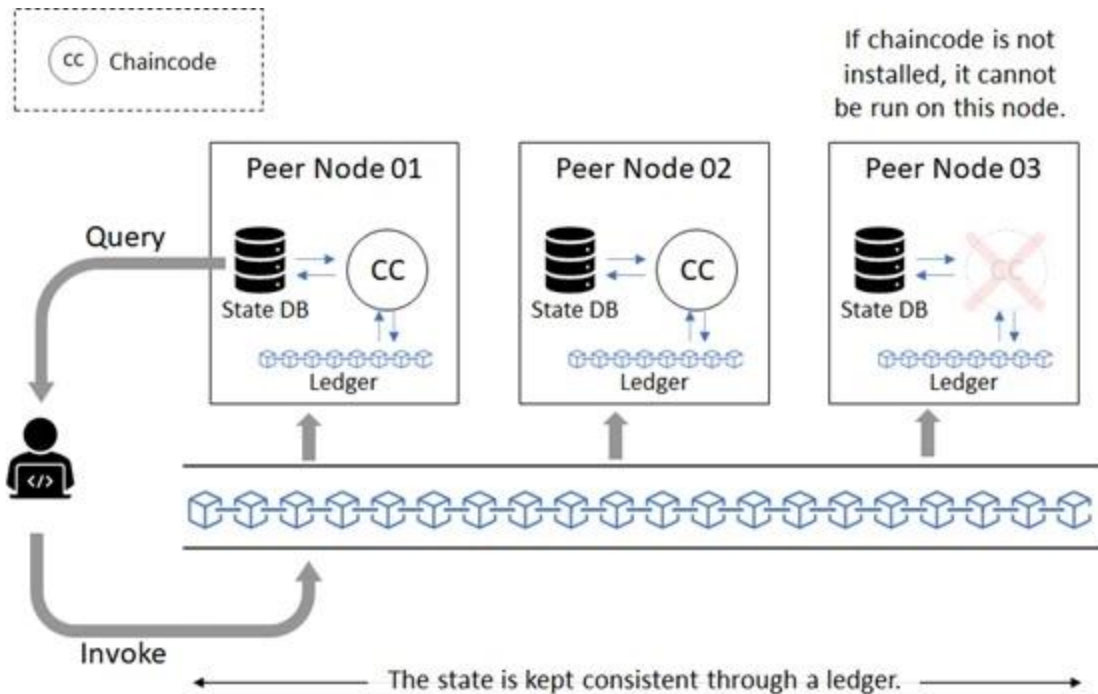 CC Chaincode
If chaincode is not
installed, it cannot
be run on this node.
Peer Node 01
Peer Node 02
Peer Node 03
Query
CC
CC
CC
State DB
State DB
State DB
Ledger
Ledger
Ledger
</>
Invoke
The state is kept consistent through a ledger.